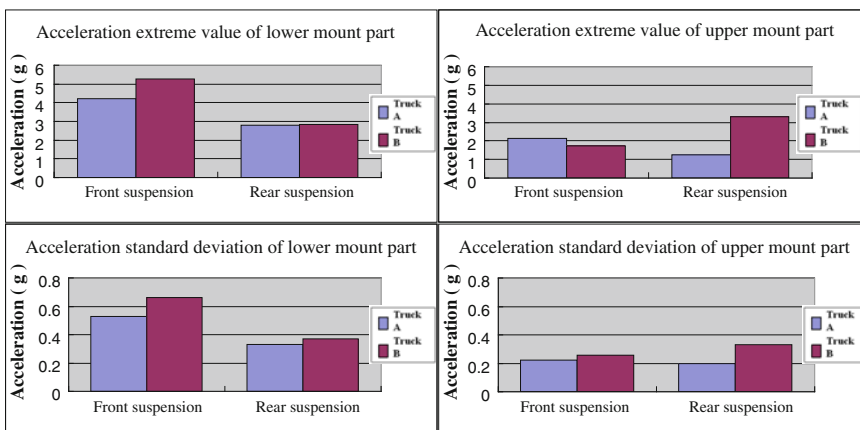 Acceleration extreme value of lower mount part
Acceleration ( g )
6
5
4
3
2
1
0
Front suspension
Rear suspension
Truck
A
Truck
B
Acceleration extreme value of upper mount part
Acceleration ( g )
6
5
4
3
2
1
0
Front suspension
Rear suspension
Truck
A
Truck
B
Acceleration standard deviation of lower mount part
Acceleration ( g )
0.8
0.6
0.4
0.2
0
Front suspension
Rear suspension
Truck
A
Truck
B
Acceleration standard deviation of upper mount part
Acceleration ( g )
0.8
0.6
0.4
0.2
0
Front suspension
Rear suspension
Truck
A
Truck
B